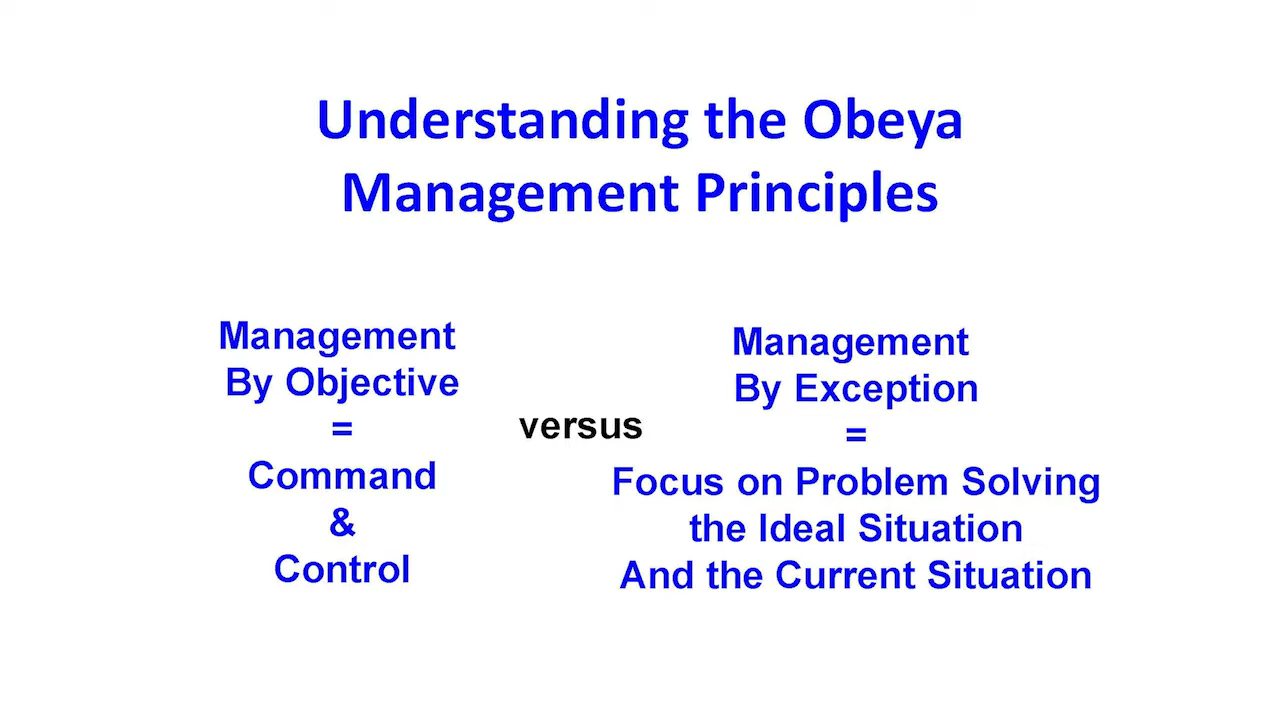 Understanding the Obeya
Management Principles
Management
By Objective
=
Command
&
Control
versus
Management
By Exception
=
Focus on Problem Solving
the Ideal Situation
And the Current Situation